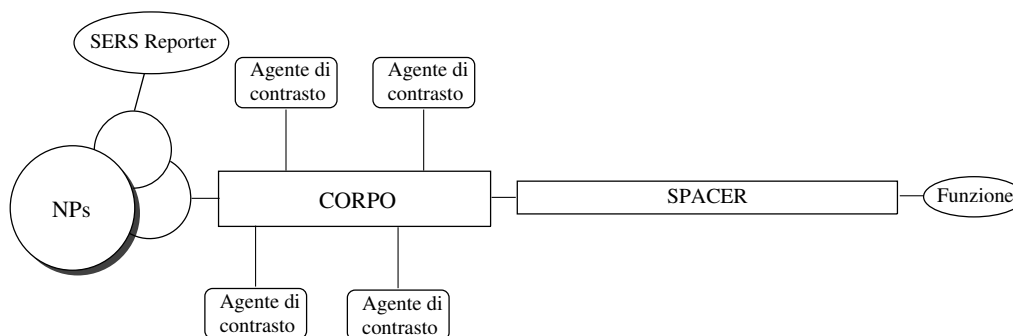 SERS Reporter
Agente di
contrasto
Agente di
contrasto
NPs
CORPO
SPACER
Funzione
Agente di
contrasto
Agente di
contrasto